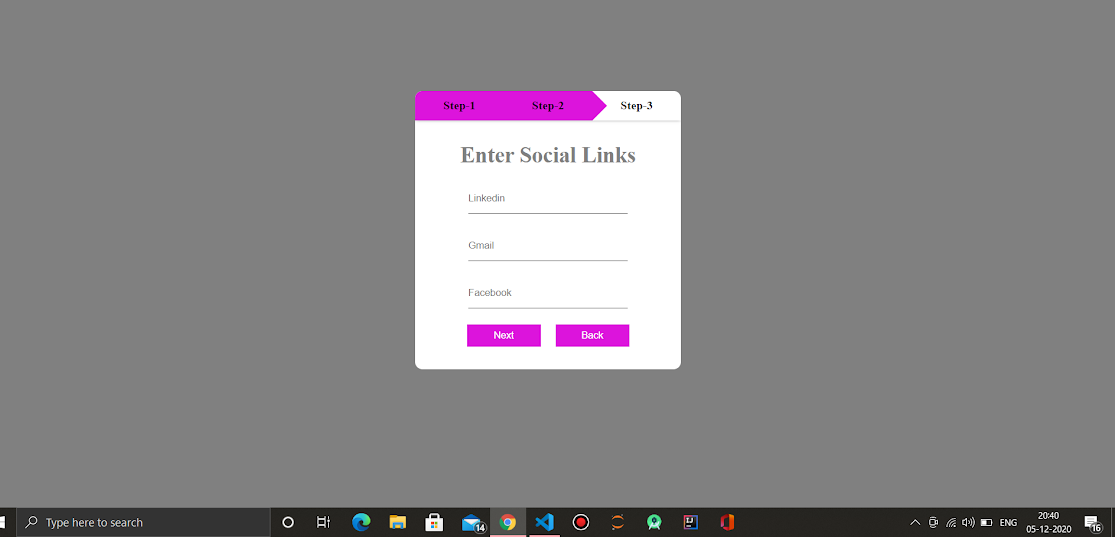 Step-1 Step-2 Step-3
Enter Social Links
Linkedin
Gmail
Facebook
Next Back
Type here to search
14
ENG
20:40
05-12-2020
16